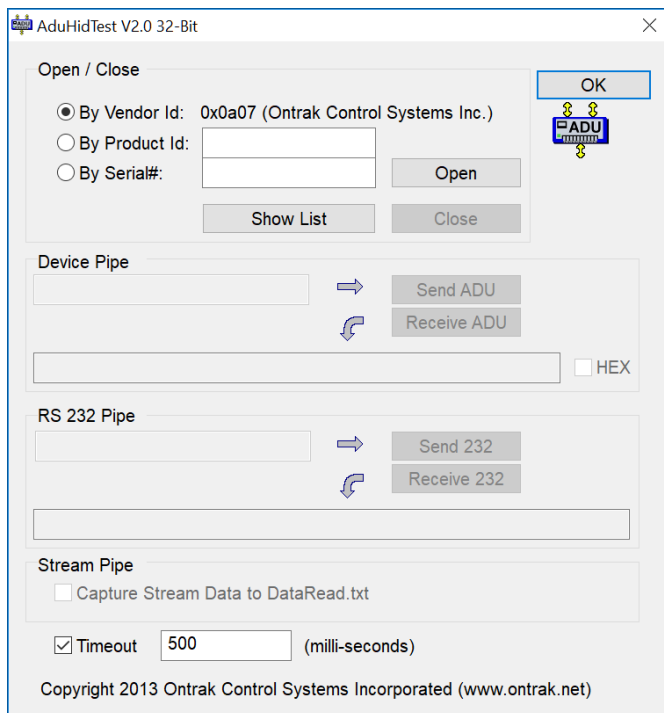 AduHidTest V2.0 32-Bit
Open / Close
OK
By Vendor Id: 0x0a07 (Ontrak Control Systems Inc.)
ADU
By Product Id:
By Serial#:
Open
Show List
Close
Device Pipe
Send ADU
Receive ADU
HEX
RS 232 Pipe
Send 232
Receive 232
Stream Pipe
Capture Stream Data to DataRead.txt
Timeout 500 (milli-seconds)
Copyright 2013 Ontrak Control Systems Incorporated (www.ontrak.net)